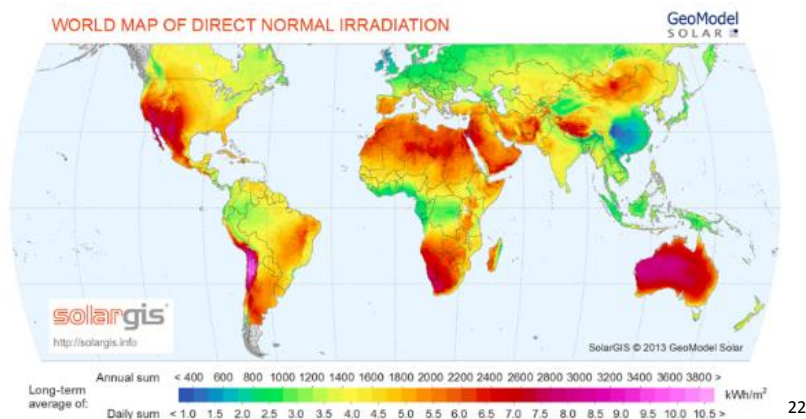 WORLD MAP OF DIRECT NORMAL IRRADIATION
GeoModel
SOLAR
solargis
http://solargis.info
SolarGIS © 2013 GeoModel Solar
Long-term
average of:
Annual sum < 400 600 800 1000 1200 1400 1600 1800 2000 2200 2400 2600 2800 3000 3200 3400 3600 3800 >
kWh/m²
Daily sum < 1.0 1.5 2.0 2.5 3.0 3.5 4.0 4.5 5.0 5.5 6.0 6.5 7.0 7.5 8.0 8.5 9.0 9.5 10.0 10.5 >
22